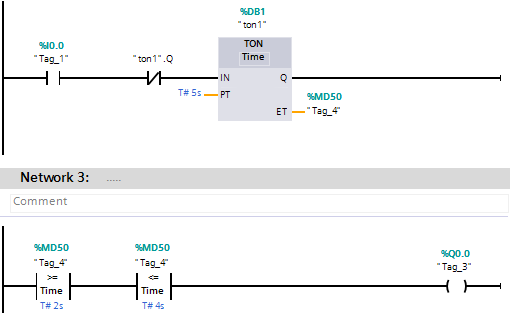 %DB1
"ton1"
%I0.0
"Tag_1"
"ton1".Q
TON
Time
IN
Q
T# 5s
PT
%MD50
ET
"Tag_4"
Network 3: .....
Comment
%MD50
"Tag_4"
>=
Time
T# 2s
%MD50
"Tag_4"
<=
Time
T# 4s
%Q0.0
"Tag_3"